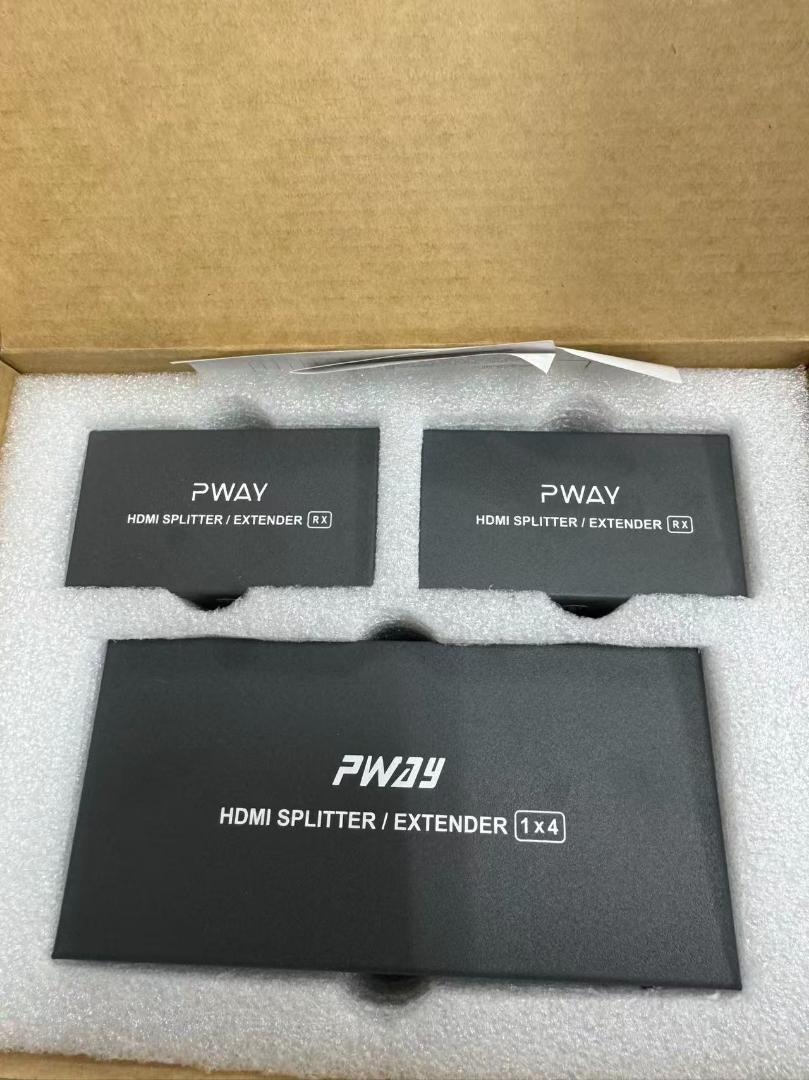 PWAY
HDMI SPLITTER / EXTENDER RX
PWAY
HDMI SPLITTER / EXTENDER RX
PWAY
HDMI SPLITTER / EXTENDER 1x4